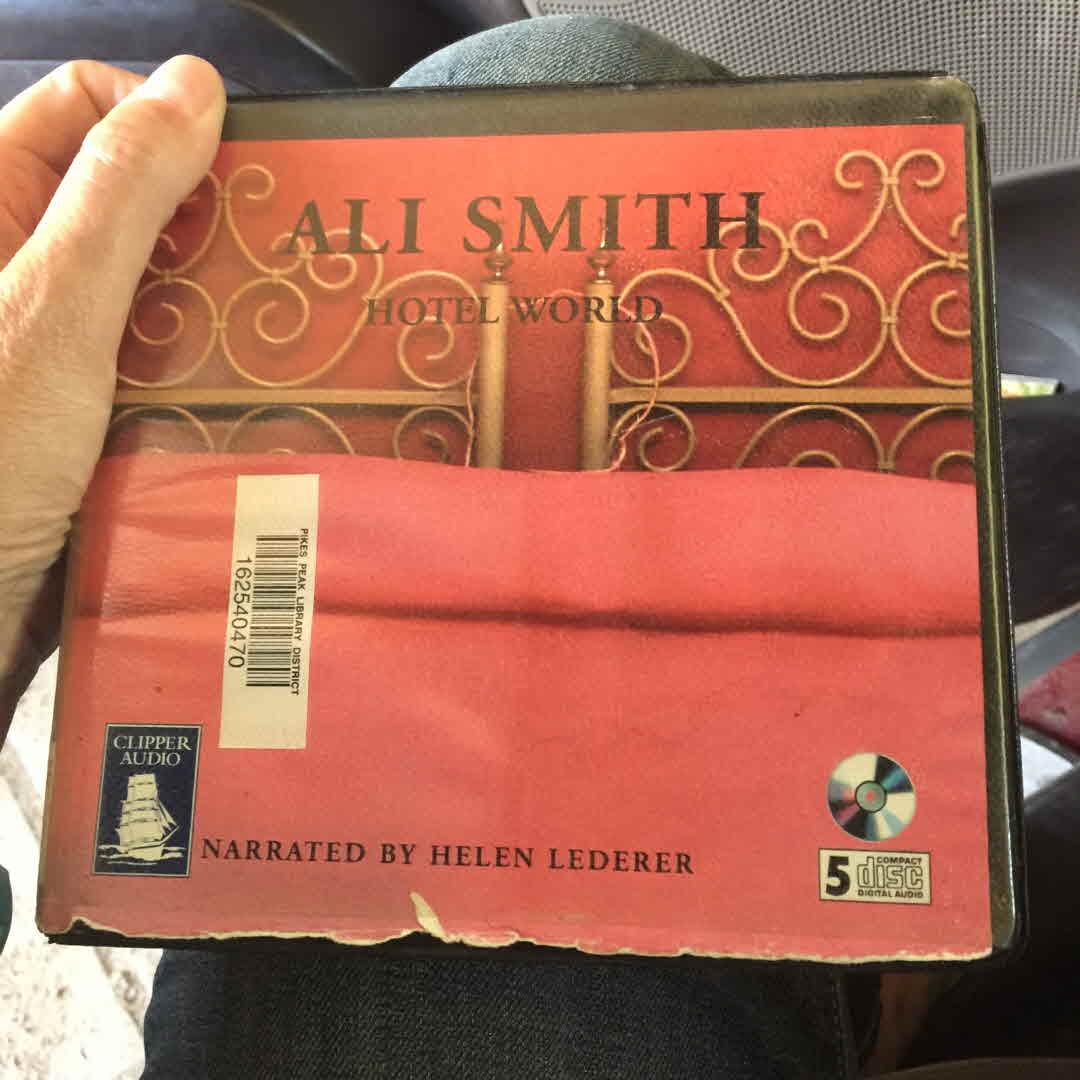 ALI SMITH
HOTEL WORLD
PIKES PEAK LIBRARY DISTRICT
162540470
CLIPPER
AUDIO
NARRATED BY HELEN LEDERER
5
COMPACT
disc
DIGITAL AUDIO